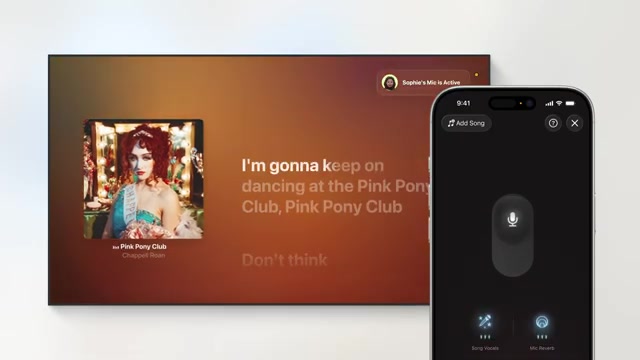 Sophie's Mic is Active
I'm gonna keep on
dancing at the Pink Pony
Club, Pink Pony Club
Don't think
Pink Pony Club
Chappell Roan
9:41
Add Song
Song Vocals
Mic Reverb